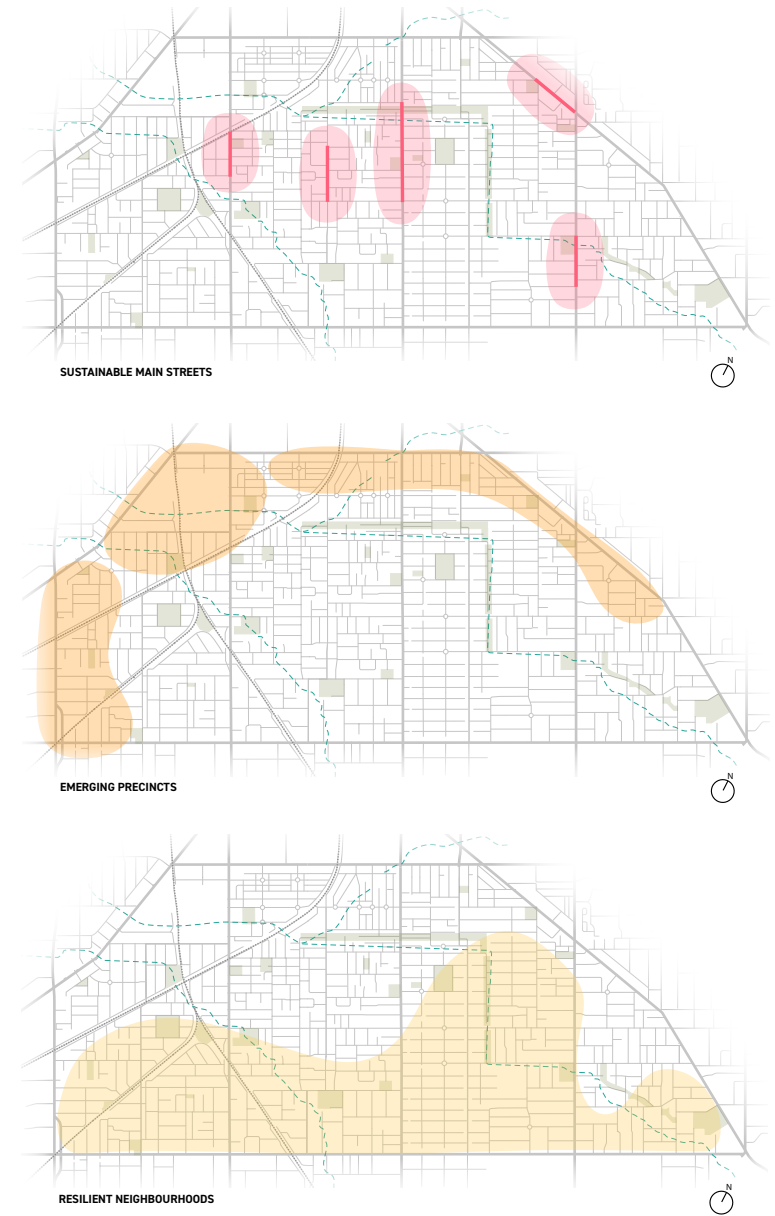 N
SUSTAINABLE MAIN STREETS
N
EMERGING PRECINCTS
N
RESILIENT NEIGHBOURHOODS